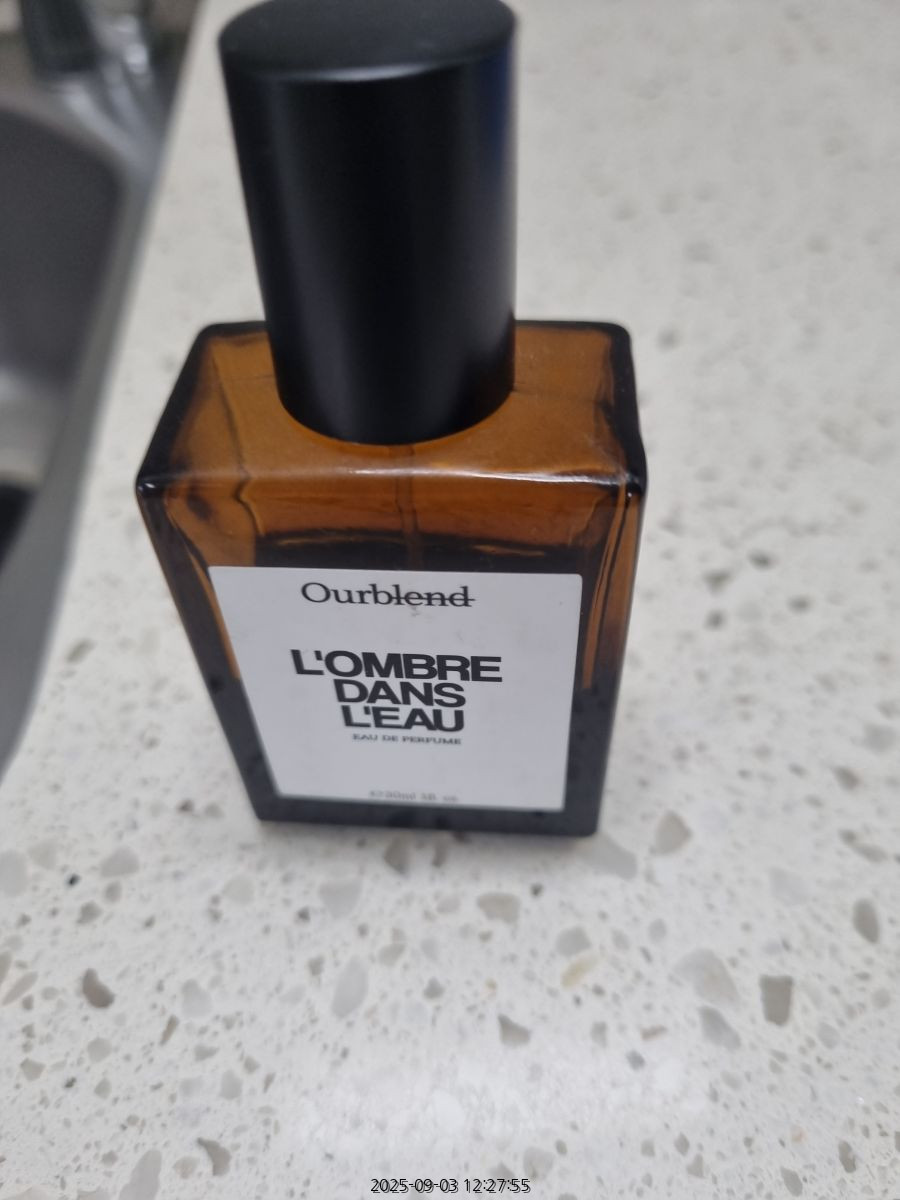 Ourblend
L'OMBRE
DANS
L'EAU
EAU DE PERFUME
2025-09-03 12:27:55